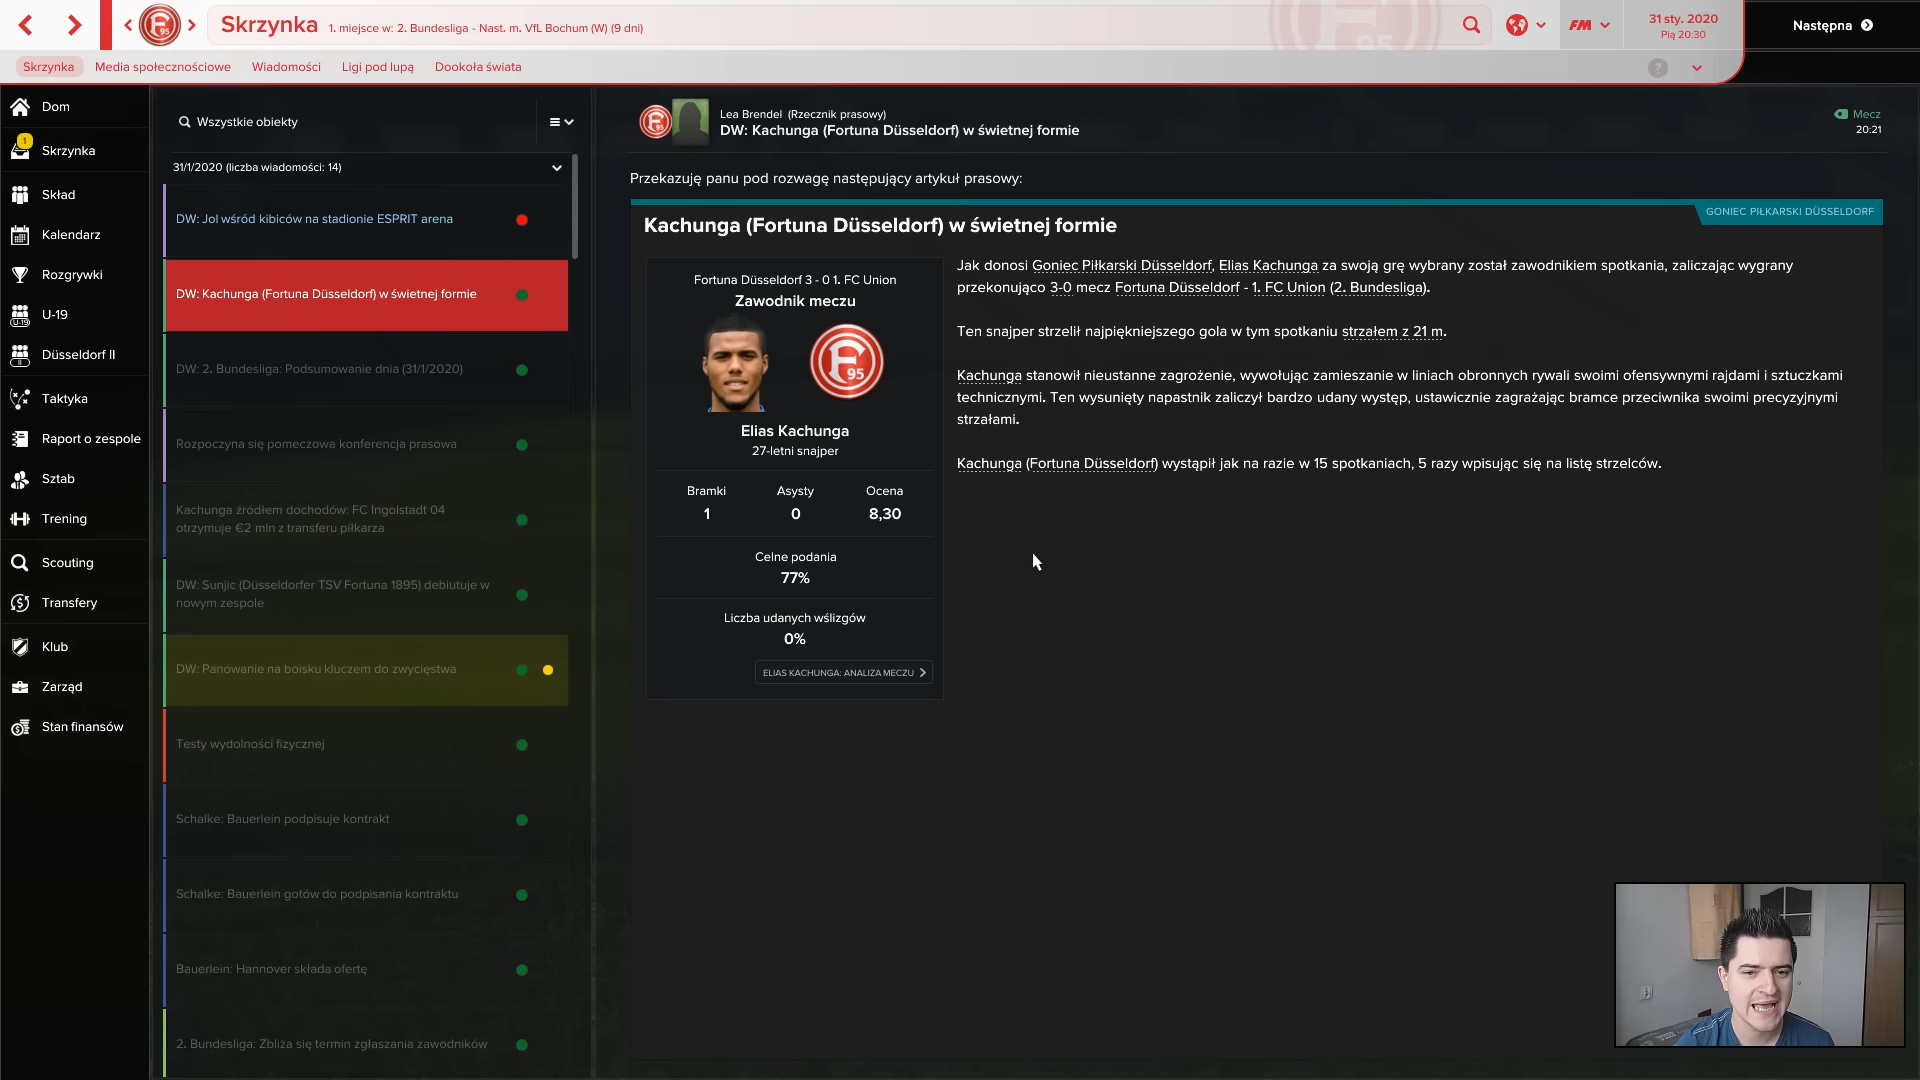 Skrzynka
1. miejsce w: 2. Bundesliga - Nast. m. VfL Bochum (W) (9 dni)
FM
31 sty. 2020
Pią 20:30
Następna
Skrzynka
Media społecznościowe
Wiadomości
Ligi pod lupą
Dookoła świata
?
Dom
1
Skrzynka
Skład
Kalendarz
Rozgrywki
U-19
U-19
Düsseldorf II
II
Taktyka
Raport o zespole
Sztab
Trening
Scouting
Transfery
Klub
Zarząd
Stan finansów
Wszystkie obiekty
31/1/2020 (liczba wiadomości: 14)
DW: Jol wśród kibiców na stadionie ESPRIT arena
DW: Kachunga (Fortuna Düsseldorf) w świetnej formie
DW: 2. Bundesliga: Podsumowanie dnia (31/1/2020)
Rozpoczyna się pomeczowa konferencja prasowa
Kachunga źródłem dochodów: FC Ingolstadt 04
otrzymuje €2 mln z transferu piłkarza
DW: Sunjic (Düsseldorfer TSV Fortuna 1895) debiutuje w
nowym zespole
DW: Panowanie na boisku kluczem do zwycięstwa
Testy wydolności fizycznej
Schalke: Bauerlein podpisuje kontrakt
Schalke: Bauerlein gotów do podpisania kontraktu
Bauerlein: Hannover składa ofertę
2. Bundesliga: Zbliża się termin zgłaszania zawodników
Lea Brendel (Rzecznik prasowy)
DW: Kachunga (Fortuna Düsseldorf) w świetnej formie
Mecz
20:21
Przekazuję panu pod rozwagę następujący artykuł prasowy:
GONIEC PIŁKARSKI DÜSSELDORF
Kachunga (Fortuna Düsseldorf) w świetnej formie
Fortuna Düsseldorf 3 - 0 1. FC Union
Zawodnik meczu
F 95
Elias Kachunga
27-letni snajper
Bramki Asysty Ocena
1 0 8,30
Celne podania
77%
Liczba udanych wślizgów
0%
ELIAS KACHUNGA: ANALIZA MECZU
Jak donosi Goniec Piłkarski Düsseldorf, Elias Kachunga za swoją grę wybrany został zawodnikiem spotkania, zaliczając wygrany
przekonująco 3-0 mecz Fortuna Düsseldorf - 1. FC Union (2. Bundesliga).
Ten snajper strzelił najpiękniejszego gola w tym spotkaniu strzałem z 21 m.
Kachunga stanowił nieustanne zagrożenie, wywołując zamieszanie w liniach obronnych rywali swoimi ofensywnymi rajdami i sztuczkami
technicznymi. Ten wysunięty napastnik zaliczył bardzo udany występ, ustawicznie zagrażając bramce przeciwnika swoimi precyzyjnymi
strzałami.
Kachunga (Fortuna Düsseldorf) wystąpił jak na razie w 15 spotkaniach, 5 razy wpisując się na listę strzelców.